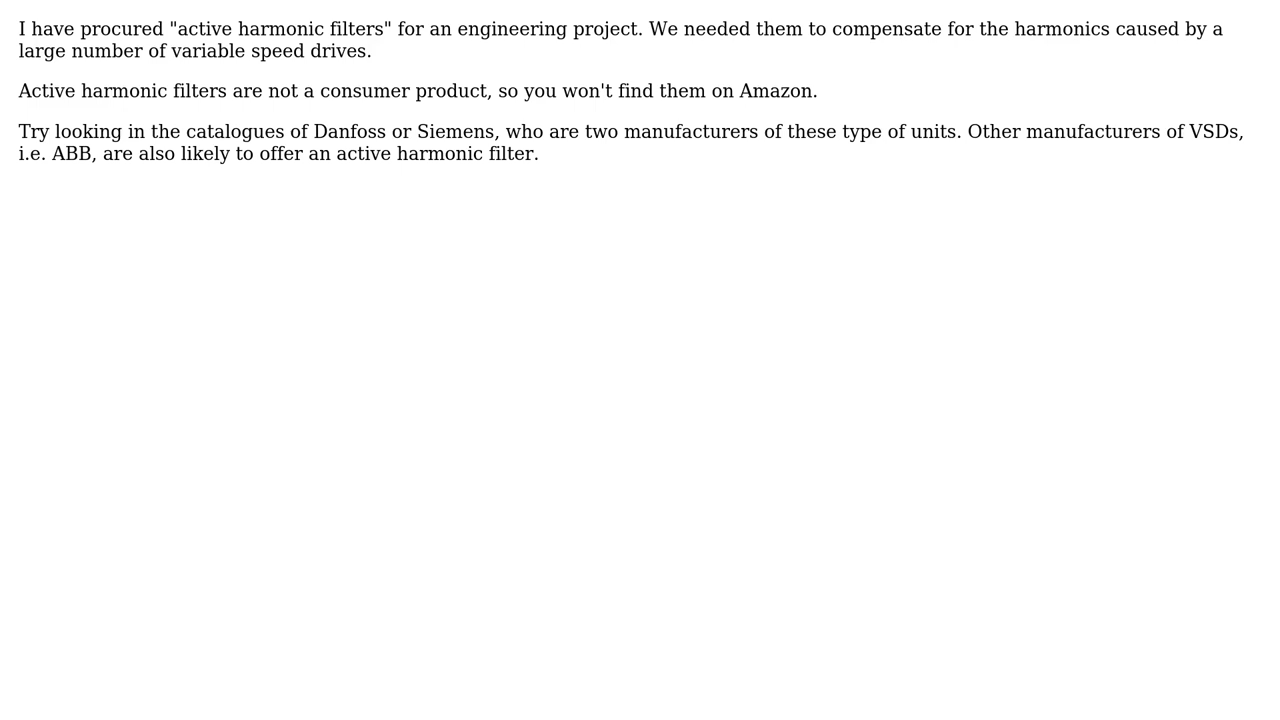 I have procured "active harmonic filters" for an engineering project. We needed them to compensate for the harmonics caused by a
large number of variable speed drives.
Active harmonic filters are not a consumer product, so you won't find them on Amazon.
Try looking in the catalogues of Danfoss or Siemens, who are two manufacturers of these type of units. Other manufacturers of VSDs,
i.e. ABB, are also likely to offer an active harmonic filter.